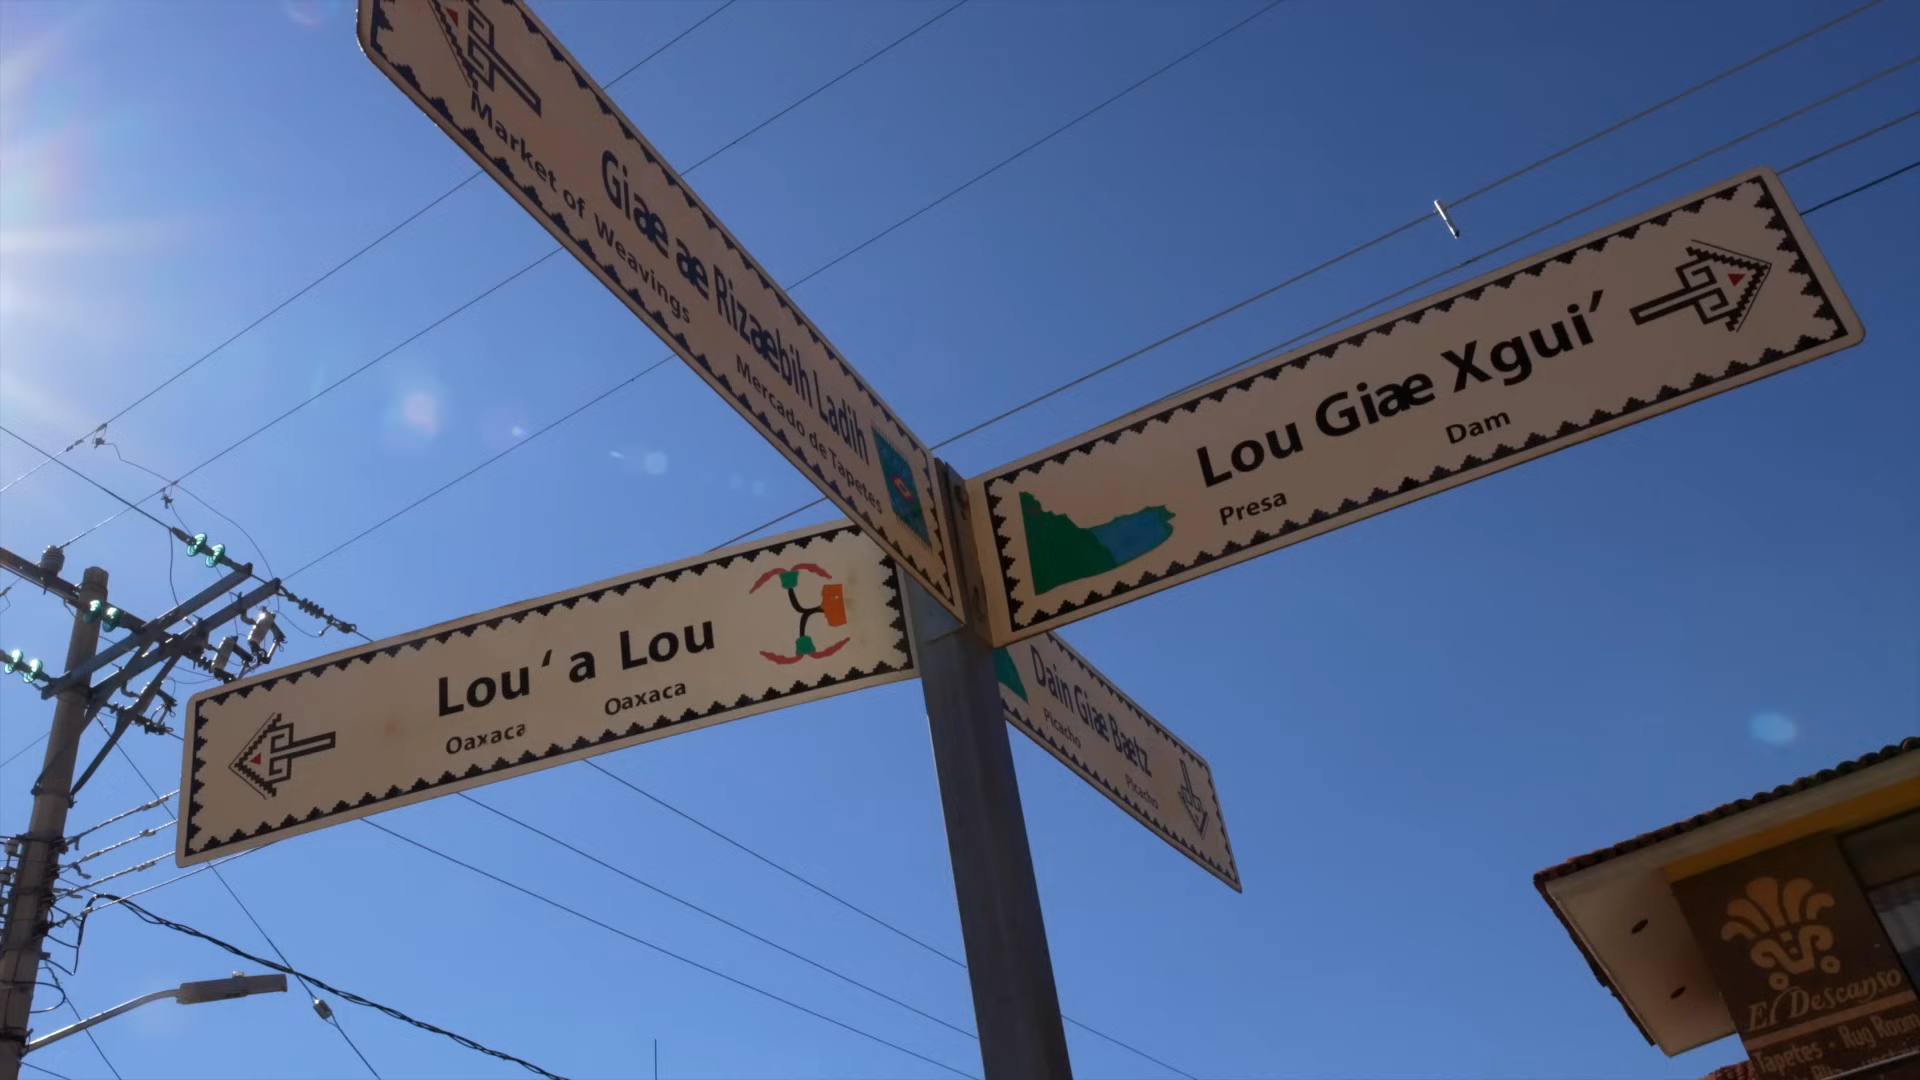 Giæ æ Rizæbih Ladih
Market of Weavings
Mercado de Tapetes
Lou Giæ Xgui´
Presa
Dam
Lou ‘ a Lou
Oaxaca
Oaxaca
Dain Giæ Bætz
Picacho
Picacho
El Descanso
Tapetes - Rug Room